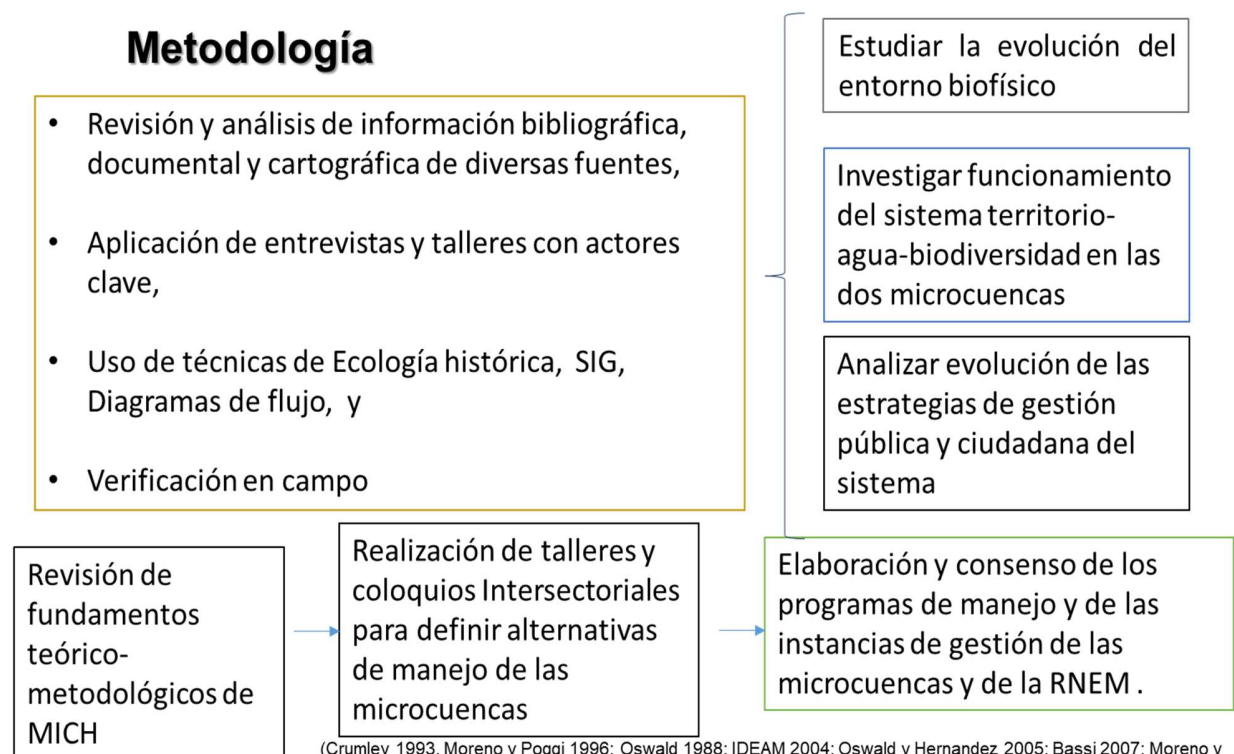 Metodología
• Revisión y análisis de información bibliográfica,
documental y cartográfica de diversas fuentes,
• Aplicación de entrevistas y talleres con actores
clave,
• Uso de técnicas de Ecología histórica, SIG,
Diagramas de flujo, y
• Verificación en campo
Estudiar la evolución del
entorno biofísico
Investigar funcionamiento
del sistema territorio-
agua-biodiversidad en las
dos microcuencas
Analizar evolución de las
estrategias de gestión
pública y ciudadana del
sistema
Revisión de
fundamentos
teórico-
metodológicos de
MICH
Realización de talleres y
coloquios Intersectoriales
para definir alternativas
de manejo de las
microcuencas
Elaboración y consenso de los
programas de manejo y de las
instancias de gestión de las
microcuencas y de la RNEM .
(Crumley 1993, Moreno y Poggi 1996; Oswald 1988; IDEAM 2004; Oswald y Hernandez 2005; Bassi 2007; Moreno y